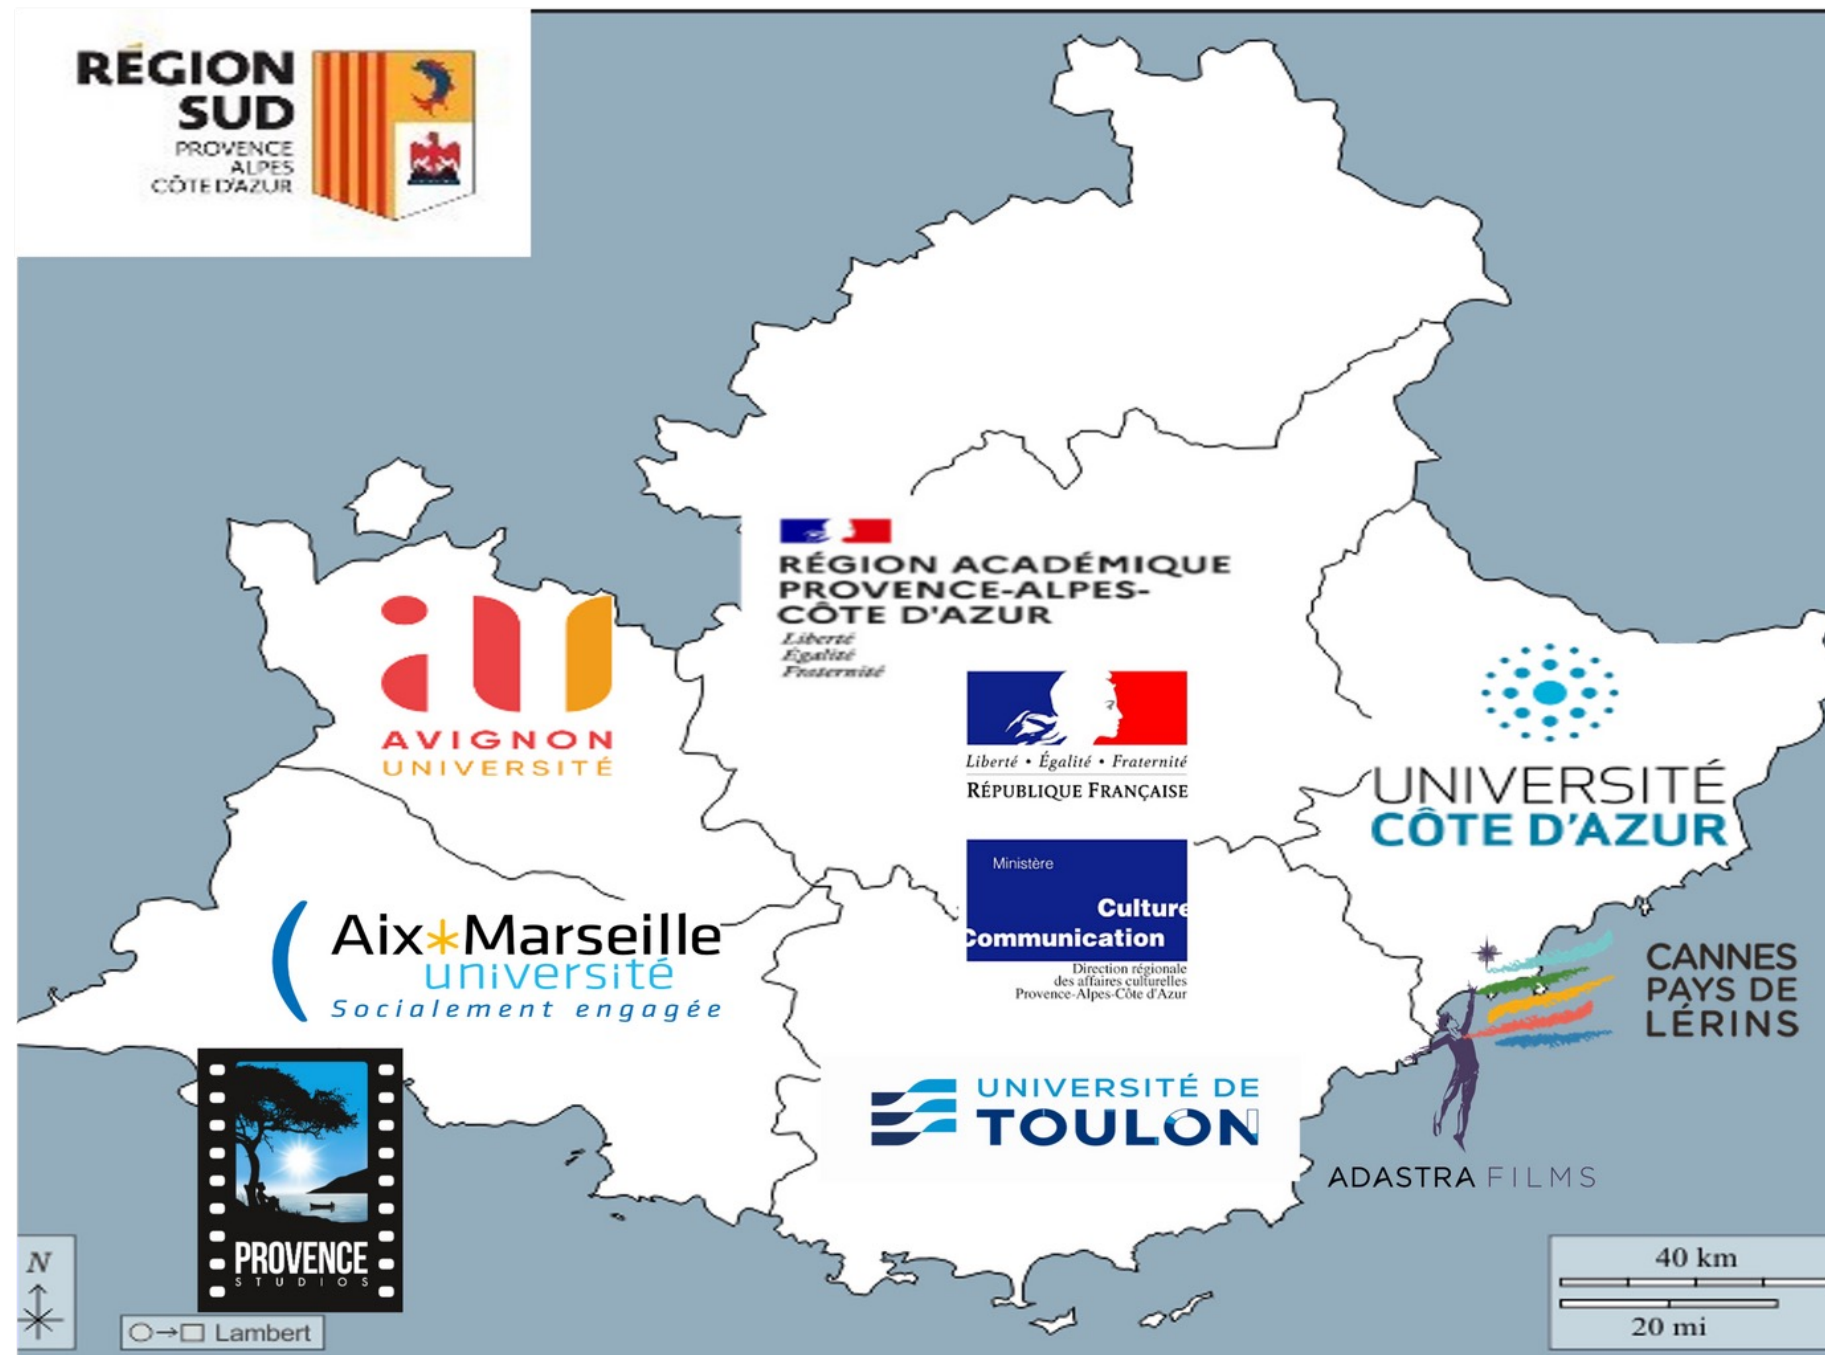 RÉGION
SUD
PROVENCE
ALPES
CÔTE D'AZUR
RÉGION ACADÉMIQUE
PROVENCE-ALPES-
CÔTE D'AZUR
Liberté
Égalité
Fraternité
Liberté • Égalité • Fraternité
RÉPUBLIQUE FRANÇAISE
AVIGNON
UNIVERSITÉ
UNIVERSITÉ
CÔTE D'AZUR
Ministère
Culture
Communication
Direction régionale
des affaires culturelles
Provence-Alpes-Côte d'Azur
Aix*Marseille
université
Socialement engagée
CANNES
PAYS DE
LÉRINS
UNIVERSITÉ DE
TOULON
ADASTRA FILMS
PROVENCE
STUDIOS
N
Lambert
40 km
20 mi